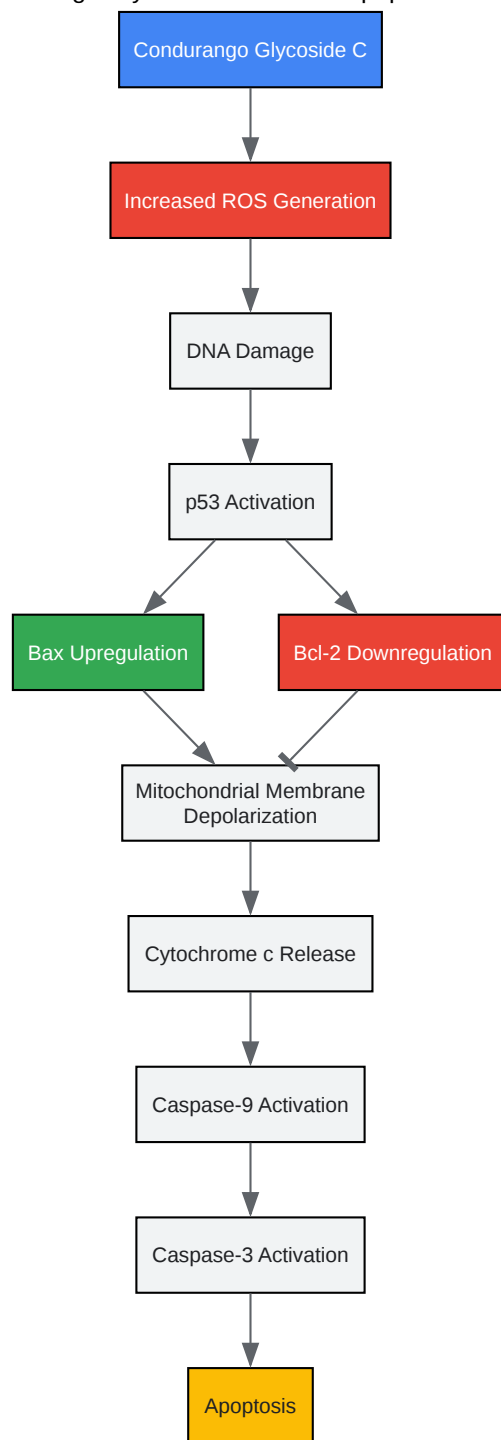 Condurango Glycoside C
Increased ROS Generation
DNA Damage
p53 Activation
Bax Upregulation
Bcl-2 Downregulation
Mitochondrial Membrane
Depolarization
Cytochrome c Release
Caspase-9 Activation
Caspase-3 Activation
Apoptosis